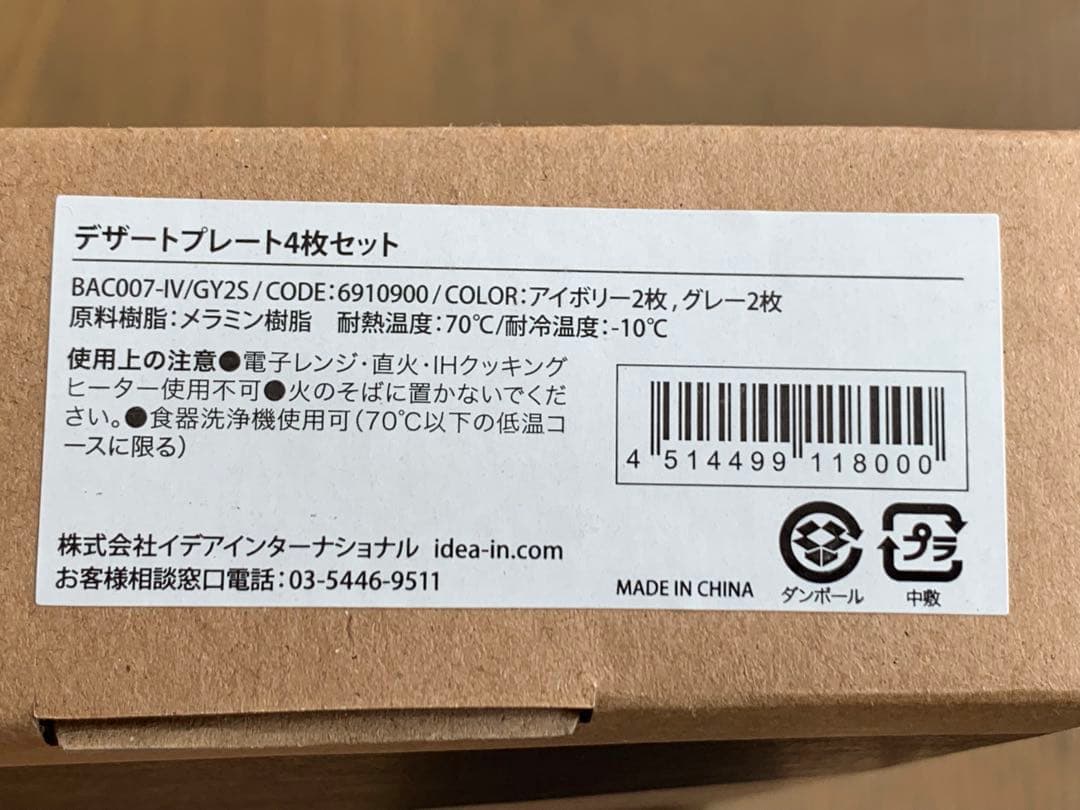 デザートプレート4枚セット
BAC007-IV/GY2S / CODE:6910900 / COLOR:アイボリー2枚, グレー2枚
原料樹脂:メラミン樹脂　耐熱温度:70℃/耐冷温度:-10℃
使用上の注意●電子レンジ・直火・IHクッキング
ヒーター使用不可●火のそばに置かないでくだ
さい。●食器洗浄機使用可(70℃以下の低温コ
ースに限る)
4 514499 118000
株式会社イデアインターナショナル idea-in.com
お客様相談窓口電話:03-5446-9511
MADE IN CHINA
ダンボール
プラ
中敷